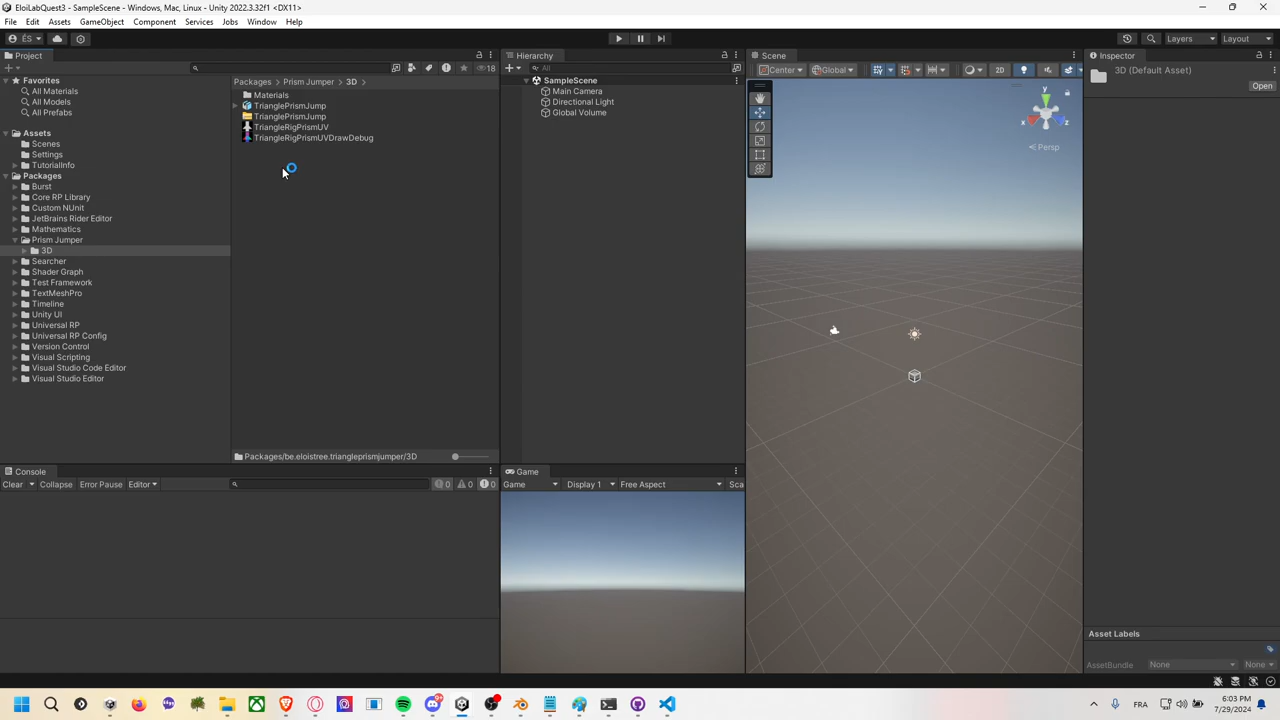 EloiLabQuest3 - SampleScene - Windows, Mac, Linux - Unity 2022.3.32f1 <DX11>
File Edit Assets GameObject Component Services Jobs Window Help
ÉS Layers Layout
Project
18
Favorites
All Materials
All Models
All Prefabs
Assets
Scenes
Settings
TutorialInfo
Packages
Burst
Core RP Library
Custom NUnit
JetBrains Rider Editor
Mathematics
Prism Jumper
3D
Searcher
Shader Graph
Test Framework
TextMeshPro
Timeline
Unity UI
Universal RP
Universal RP Config
Version Control
Visual Scripting
Visual Studio Code Editor
Visual Studio Editor
Packages Prism Jumper 3D
Materials
TrianglePrismJump
TrianglePrismJump
TriangleRigPrismUV
TriangleRigPrismUVDrawDebug
Packages/be.eloistree.triangleprismjumper/3D
Hierarchy
All
SampleScene
Main Camera
Directional Light
Global Volume
Scene
Center Global 2D
y
x
z
Persp
Inspector
3D (Default Asset)
Open
Console
Clear Collapse Error Pause Editor 0 0 0
Game
Game Display 1 Free Aspect Sca
Asset Labels
AssetBundle None None
FRA 6:03 PM
7/29/2024